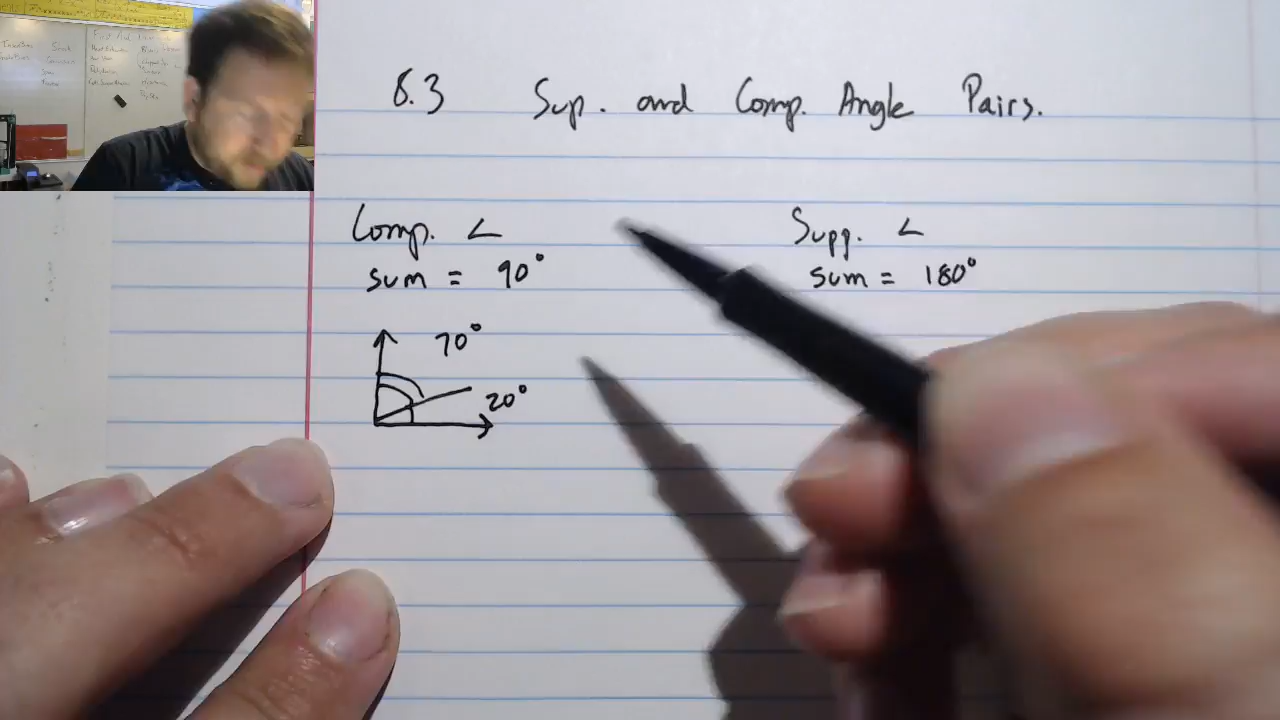 8.3 Sup. and Comp. Angle Pairs.
Comp. ∠
sum = 90°
Supp. ∠
sum = 180°
70°
20°